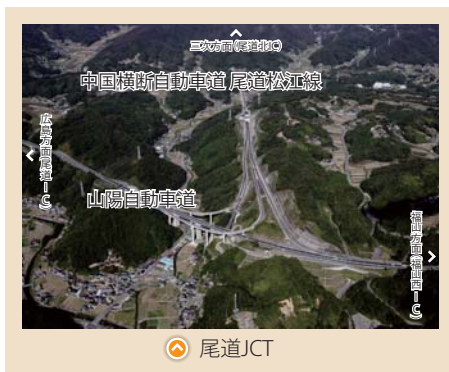 三次方面(尾道北IC)
中国横断自動車道 尾道松江線
広島方面(尾道IC)
山陽自動車道
福山方面(福山西IC)
尾道JCT